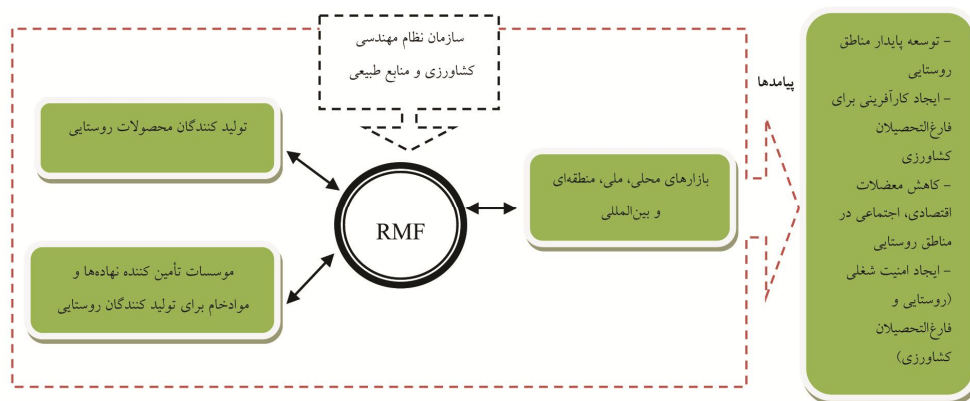 سازمان نظام مهندسی
کشاورزی و منابع طبیعی
تولید کنندگان محصولات روستایی
موسسات تأمین کننده نهاده‌ها و
موادخام برای تولید کنندگان روستایی
RMF
بازارهای محلی، ملی، منطقه‌ای
و بین‌المللی
پیامدها
- توسعه پایدار مناطق
روستایی
- ایجاد کارآفرینی برای
فارغ‌التحصیلان
کشاورزی
- کاهش معضلات
اقتصادی، اجتماعی در
مناطق روستایی
- ایجاد امنیت شغلی
(روستایی و
فارغ‌التحصیلان
کشاورزی)